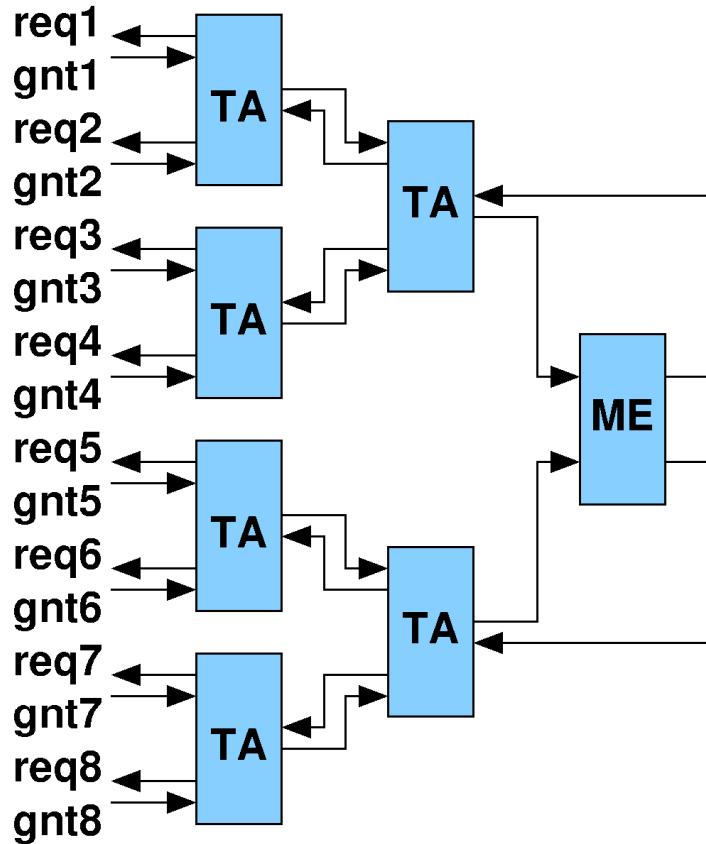 req1
gnt1
TA
req2
gnt2
TA
req3
gnt3
TA
req4
gnt4
ME
req5
gnt5
TA
req6
gnt6
TA
req7
gnt7
TA
req8
gnt8